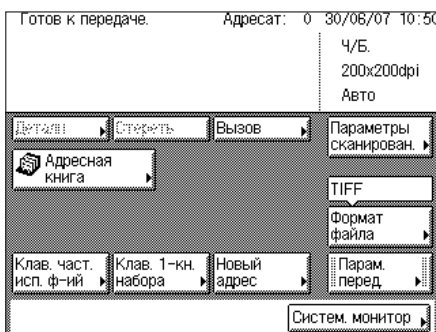 Готов к передаче. Адресат: 0 30/06/07 10:50
Ч/Б.
200x200dpi
Авто
Детали Стереть Вызов Параметры
сканирован.
Адресная
книга
TIFF
Формат
файла
Клав. част. Клав. 1-кн. Новый Парам.
исп. ф-ий набора адрес перед.
Систем. монитор